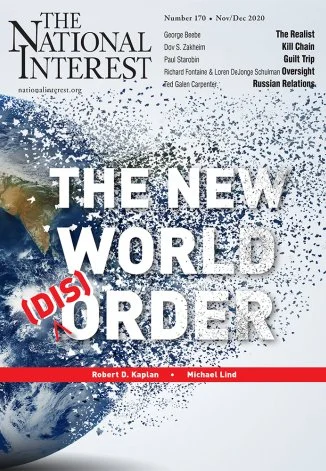 THE
NATIONAL
INTEREST
nationalinterest.org
Number 170 • Nov/Dec 2020
George Beebe The Realist
Dov S. Zakheim Kill Chain
Paul Starobin Guilt Trip
Richard Fontaine & Loren DeJonge Schulman Oversight
Ted Galen Carpenter Russian Relations
THE NEW
WORLD
(DIS)
ORDER
Robert D. Kaplan • Michael Lind